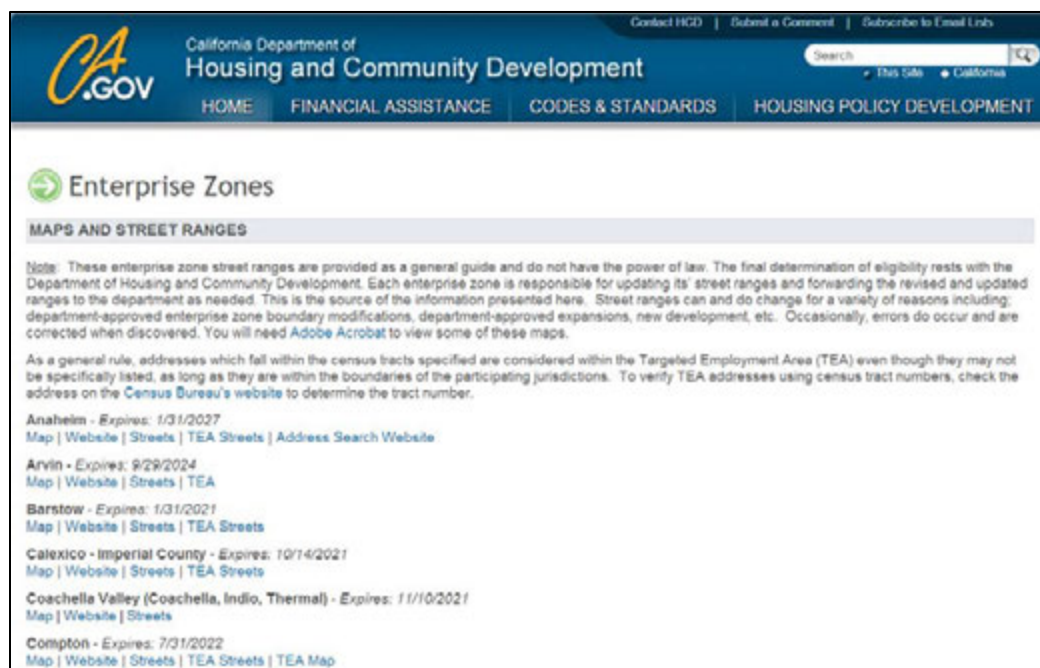 Contact HCD | Submit a Comment | Subscribe to Email Lists
CA
.GOV
California Department of
Housing and Community Development
Search
This Site California
HOME FINANCIAL ASSISTANCE CODES & STANDARDS HOUSING POLICY DEVELOPMENT
Enterprise Zones
MAPS AND STREET RANGES
Note: These enterprise zone street ranges are provided as a general guide and do not have the power of law. The final determination of eligibility rests with the
Department of Housing and Community Development. Each enterprise zone is responsible for updating its' street ranges and forwarding the revised and updated
ranges to the department as needed. This is the source of the information presented here. Street ranges can and do change for a variety of reasons including;
department-approved enterprise zone boundary modifications, department-approved expansions, new development, etc. Occasionally, errors do occur and are
corrected when discovered. You will need Adobe Acrobat to view some of these maps.
As a general rule, addresses which fall within the census tracts specified are considered within the Targeted Employment Area (TEA) even though they may not
be specifically listed, as long as they are within the boundaries of the participating jurisdictions. To verify TEA addresses using census tract numbers, check the
address on the Census Bureau's website to determine the tract number.
Anaheim - Expires: 1/31/2027
Map | Website | Streets | TEA Streets | Address Search Website
Arvin - Expires: 9/29/2024
Map | Website | Streets | TEA
Barstow - Expires: 1/31/2021
Map | Website | Streets | TEA Streets
Calexico - Imperial County - Expires: 10/14/2021
Map | Website | Streets | TEA Streets
Coachella Valley (Coachella, Indio, Thermal) - Expires: 11/10/2021
Map | Website | Streets
Compton - Expires: 7/31/2022
Map | Website | Streets | TEA Streets | TEA Map